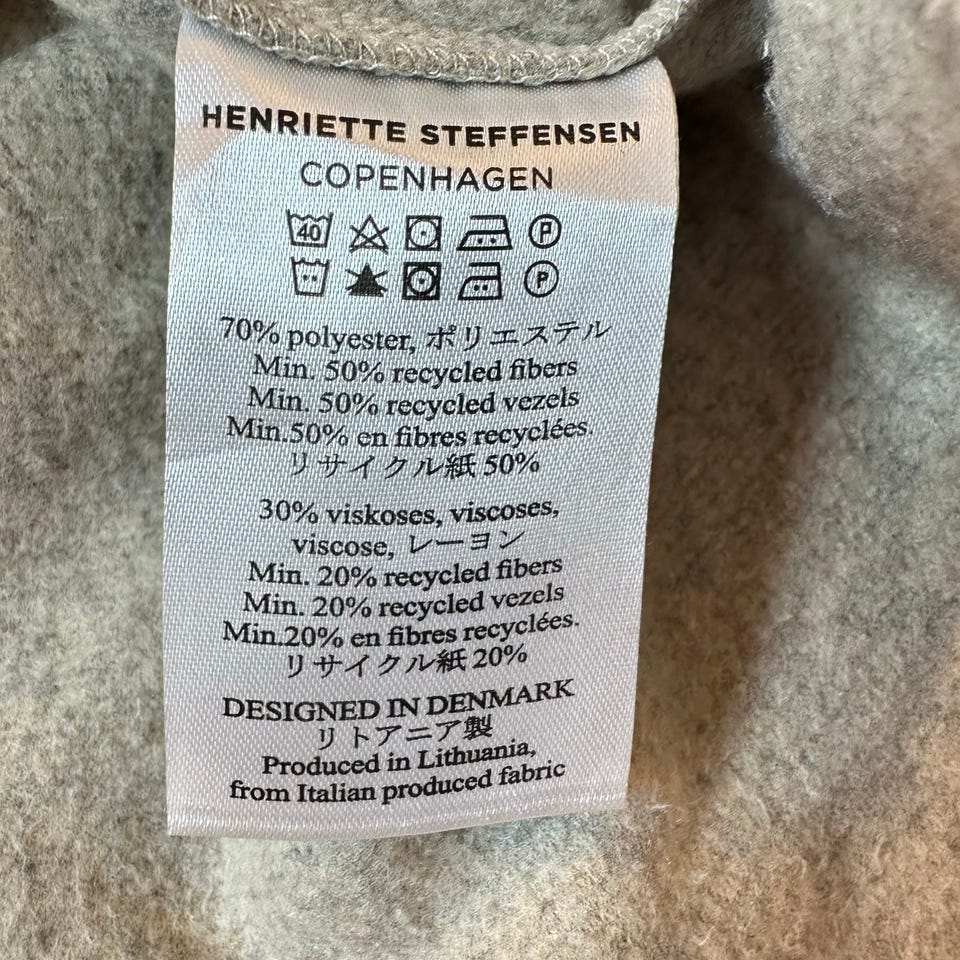 HENRIETTE STEFFENSEN
COPENHAGEN
40 P
P
70% polyester, ポリエステル
Min. 50% recycled fibers
Min. 50% recycled vezels
Min.50% en fibres recyclées.
リサイクル紙 50%
30% viskoses, viscoses,
viscose, レーヨン
Min. 20% recycled fibers
Min. 20% recycled vezels
Min.20% en fibres recyclées.
リサイクル紙 20%
DESIGNED IN DENMARK
リトアニア製
Produced in Lithuania,
from Italian produced fabric